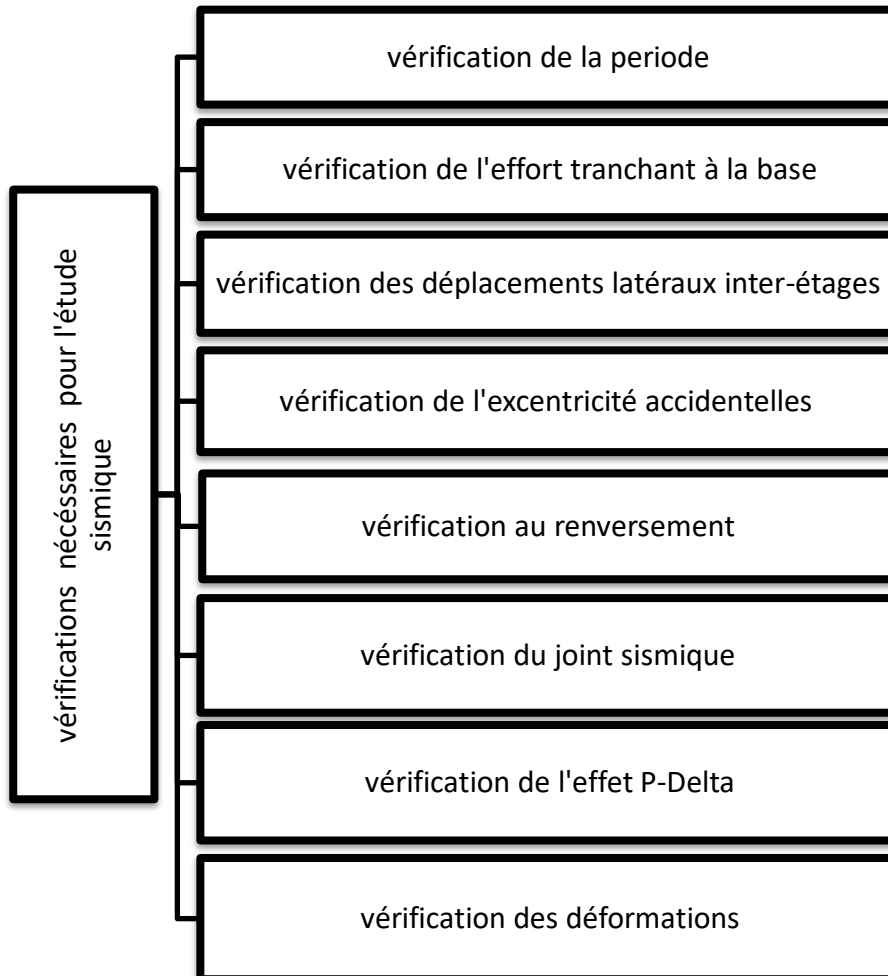 vérifications nécéssaires pour l'étude
sismique
vérification de la periode
vérification de l'effort tranchant à la base
vérification des déplacements latéraux inter-étages
vérification de l'excentricité accidentelles
vérification au renversement
vérification du joint sismique
vérification de l'effet P-Delta
vérification des déformations